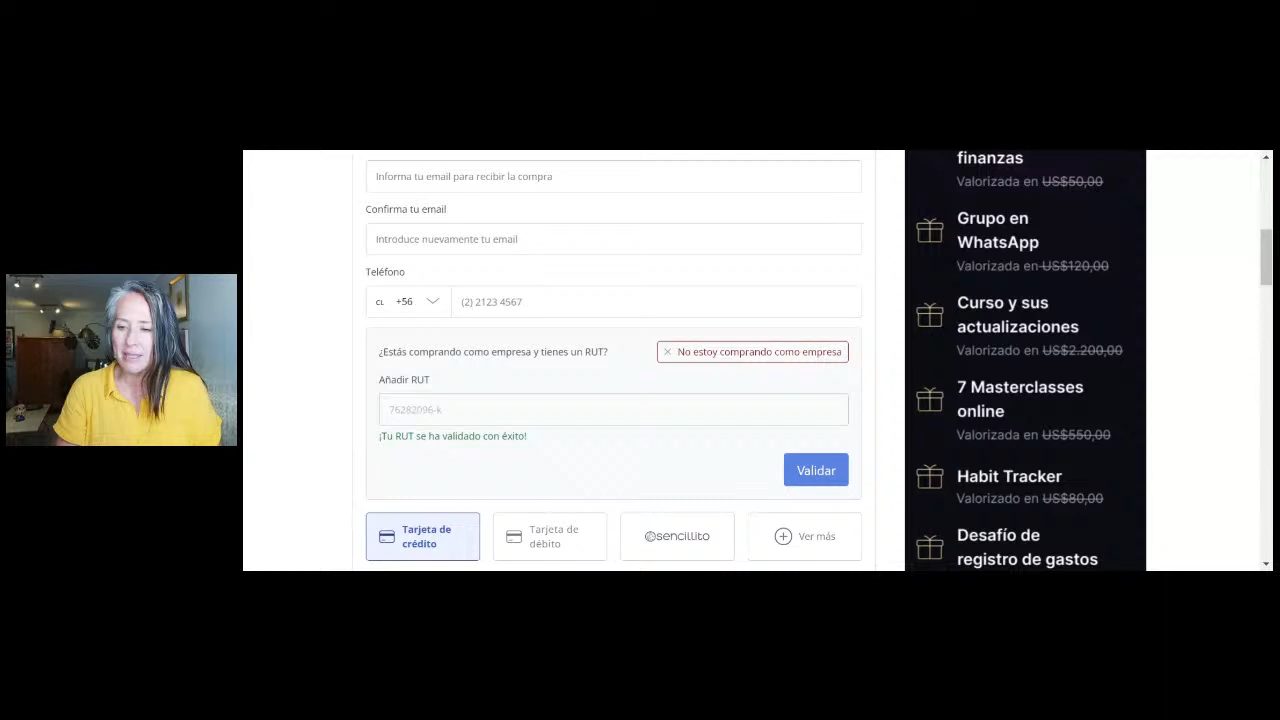 Informa tu email para recibir la compra
Confirma tu email
Introduce nuevamente tu email
Teléfono
CL +56 (2) 2123 4567
¿Estás comprando como empresa y tienes un RUT?
× No estoy comprando como empresa
Añadir RUT
76282096-k
¡Tu RUT se ha validado con éxito!
Validar
Tarjeta de
crédito
Tarjeta de
débito
sencillito
Ver más
finanzas
Valorizada en US$50,00
Grupo en
WhatsApp
Valorizada en US$120,00
Curso y sus
actualizaciones
Valorizado en US$2.200,00
7 Masterclasses
online
Valorizada en US$550,00
Habit Tracker
Valorizado en US$80,00
Desafío de
registro de gastos